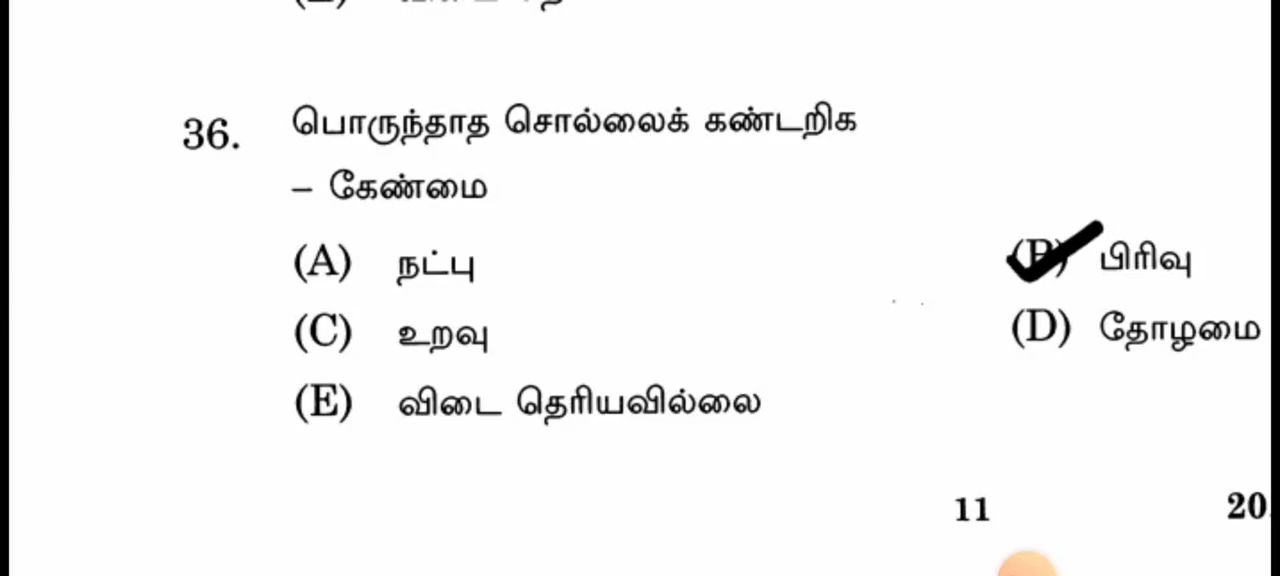 36. பொருந்தாத சொல்லைக் கண்டறிக
– கேண்மை
(A) நட்பு (B) பிரிவு
(C) உறவு (D) தோழமை
(E) விடை தெரியவில்லை
11 20